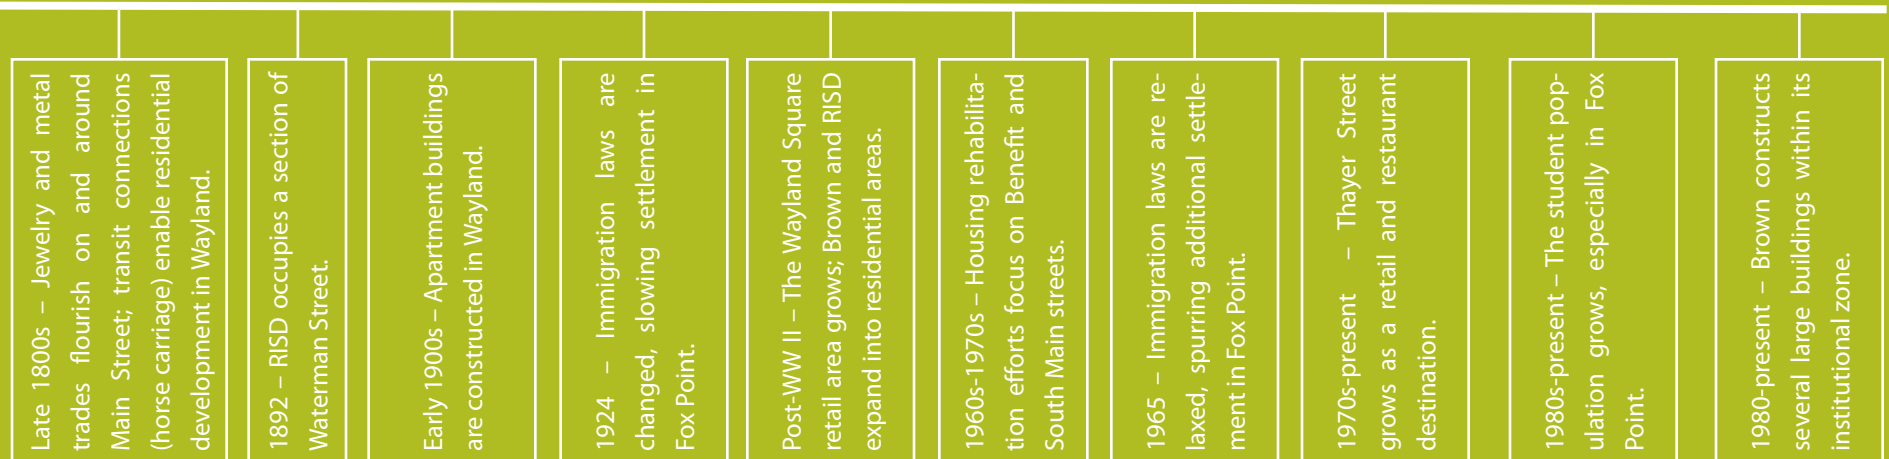 Late 1800s – Jewelry and metal
trades flourish on and around
Main Street; transit connections
(horse carriage) enable residential
development in Wayland.
1892 – RISD occupies a section of
Waterman Street.
Early 1900s – Apartment buildings
are constructed in Wayland.
1924 – Immigration laws are
changed, slowing settlement in
Fox Point.
Post-WW II – The Wayland Square
retail area grows; Brown and RISD
expand into residential areas.
1960s-1970s – Housing rehabilita-
tion efforts focus on Benefit and
South Main streets.
1965 – Immigration laws are re-
laxed, spurring additional settle-
ment in Fox Point.
1970s-present – Thayer Street
grows as a retail and restaurant
destination.
1980s-present – The student pop-
ulation grows, especially in Fox
Point.
1980-present – Brown constructs
several large buildings within its
institutional zone.